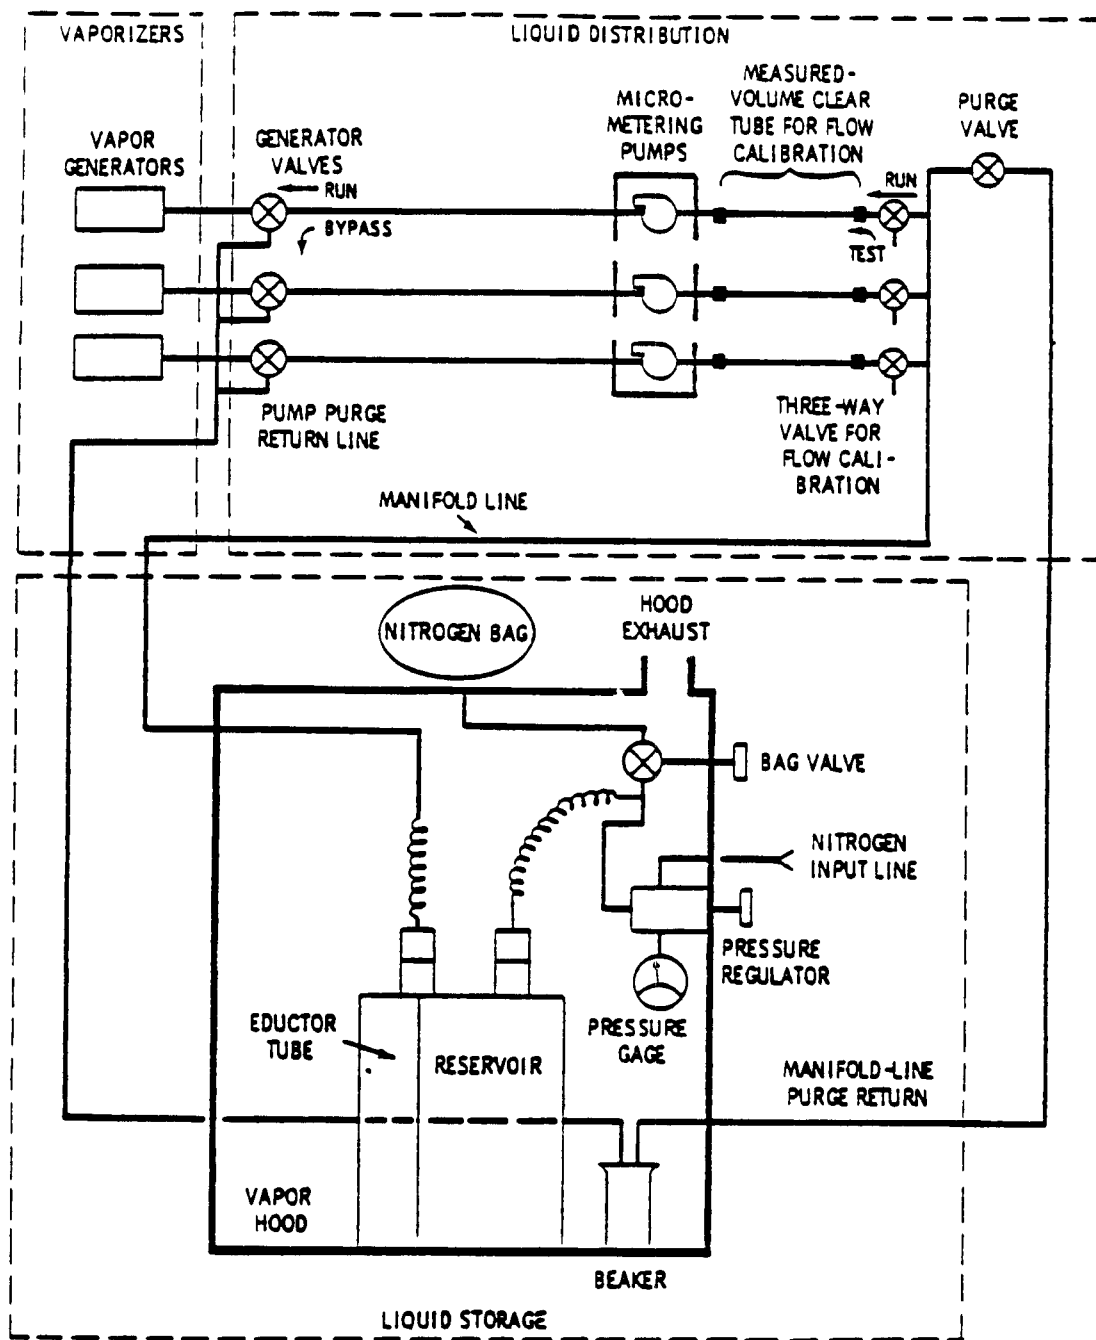 VAPORIZERS
LIQUID DISTRIBUTION
VAPOR
GENERATORS
GENERATOR
VALVES
RUN
BYPASS
MICRO-
METERING
PUMPS
MEASURED-
VOLUME CLEAR
TUBE FOR FLOW
CALIBRATION
RUN
TEST
PURGE
VALVE
PUMP PURGE
RETURN LINE
THREE-WAY
VALVE FOR
FLOW CALI-
BRATION
MANIFOLD LINE
NITROGEN BAG
HOOD
EXHAUST
BAG VALVE
NITROGEN
INPUT LINE
PRESSURE
REGULATOR
PRESSURE
GAGE
EDUCTOR
TUBE
RESERVOIR
MANIFOLD-LINE
PURGE RETURN
VAPOR
HOOD
BEAKER
LIQUID STORAGE